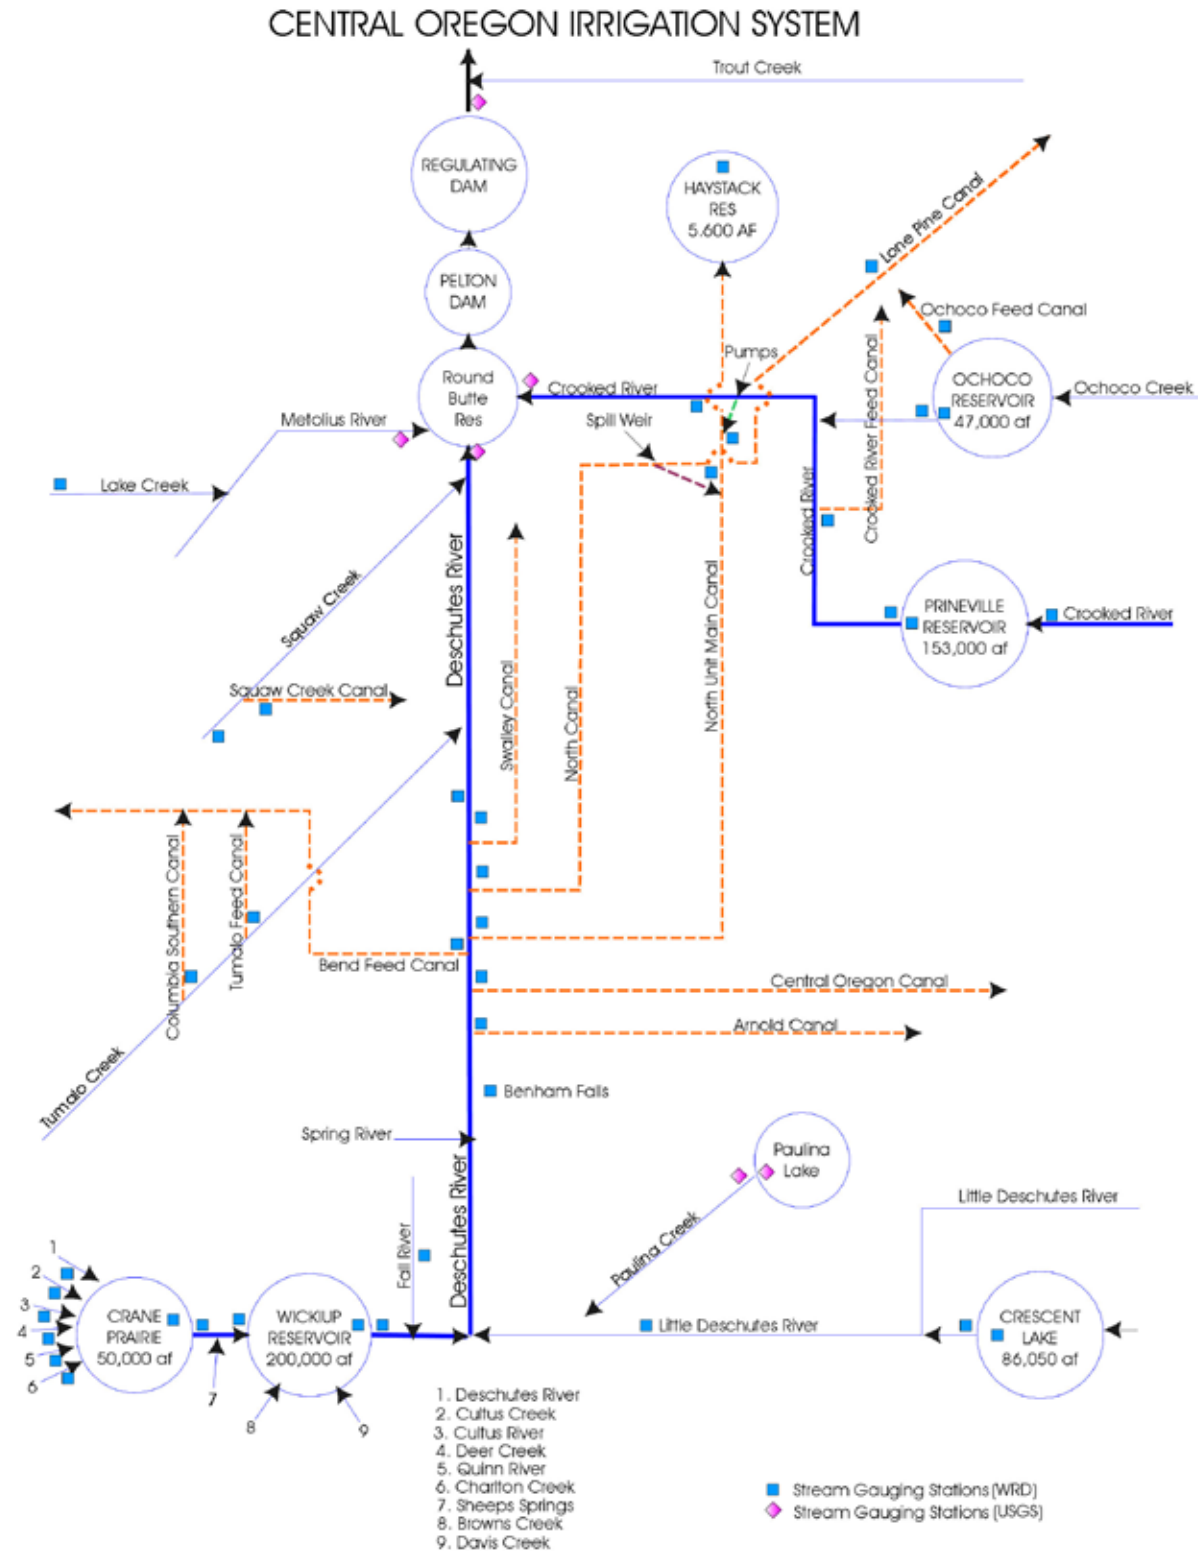 CENTRAL OREGON IRRIGATION SYSTEM
Trout Creek
REGULATING
DAM
HAYSTACK
RES
5.600 AF
Lone Pine Canal
PELTON
DAM
Ochoco Feed Canal
Pumps
Round
Butte
Res
Crooked River
Crooked River Feed Canal
OCHOCO
RESERVOIR
47,000 af
Ochoco Creek
Metolius River
Spill Weir
Lake Creek
Crooked River
Deschutes River
Squaw Creek
North Unit Main Canal
PRINEVILLE
RESERVOIR
153,000 af
Crooked River
Squaw Creek Canal
Swalley Canal
North Canal
Columbia Southern Canal
Tumalo Feed Canal
Bend Feed Canal
Central Oregon Canal
Arnold Canal
Tumalo Creek
Benham Falls
Spring River
Deschutes River
Paulina
Lake
Little Deschutes River
Paulina Creek
Fall River
1
2
3
4
5
6
CRANE
PRAIRIE
50,000 af
7
WICKIUP
RESERVOIR
200,000 af
8
9
Little Deschutes River
CRESCENT
LAKE
86,050 af
1. Deschutes River
2. Cultus Creek
3. Cultus River
4. Deer Creek
5. Quinn River
6. Charlton Creek
7. Sheeps Springs
8. Browns Creek
9. Davis Creek
Stream Gauging Stations (WRD)
Stream Gauging Stations (USGS)